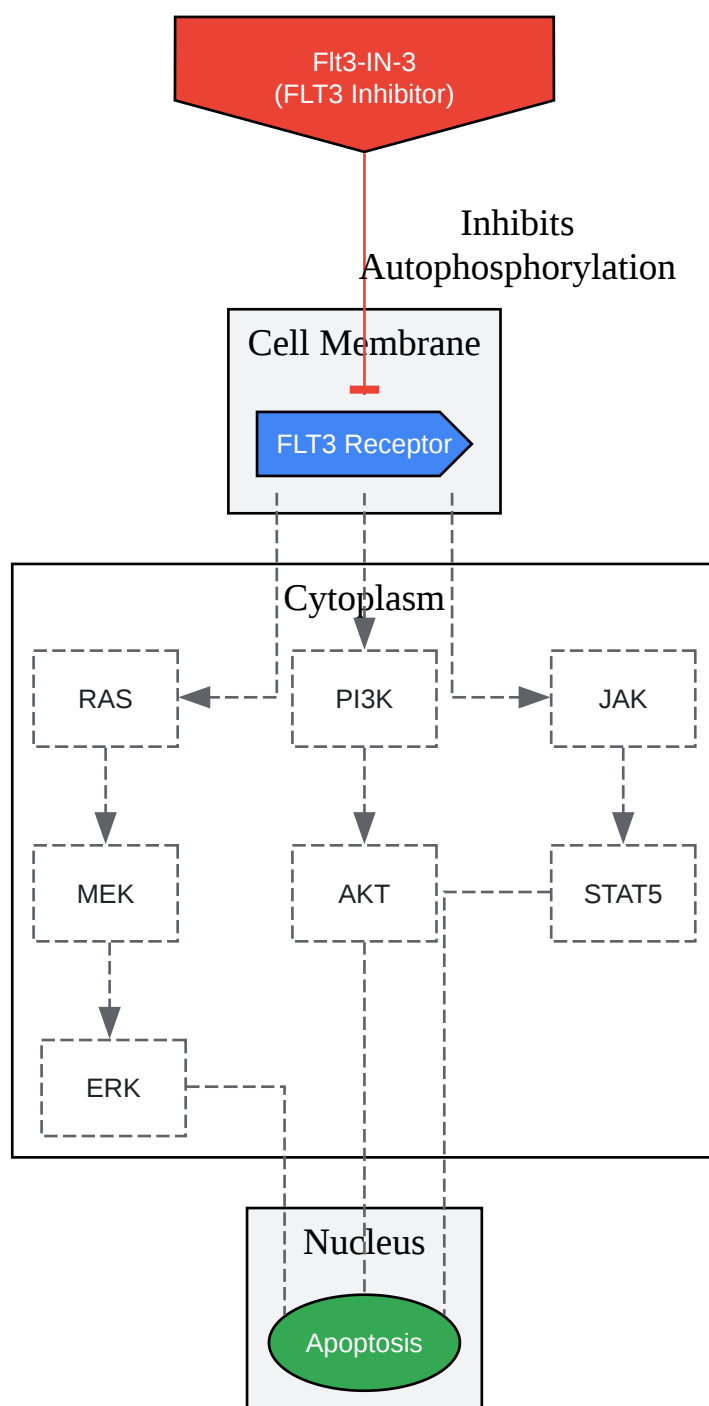 Flt3-IN-3
(FLT3 Inhibitor)
Inhibits
Autophosphorylation
Cell Membrane
FLT3 Receptor
Cytoplasm
RAS
PI3K
JAK
MEK
AKT
STAT5
ERK
Nucleus
Apoptosis